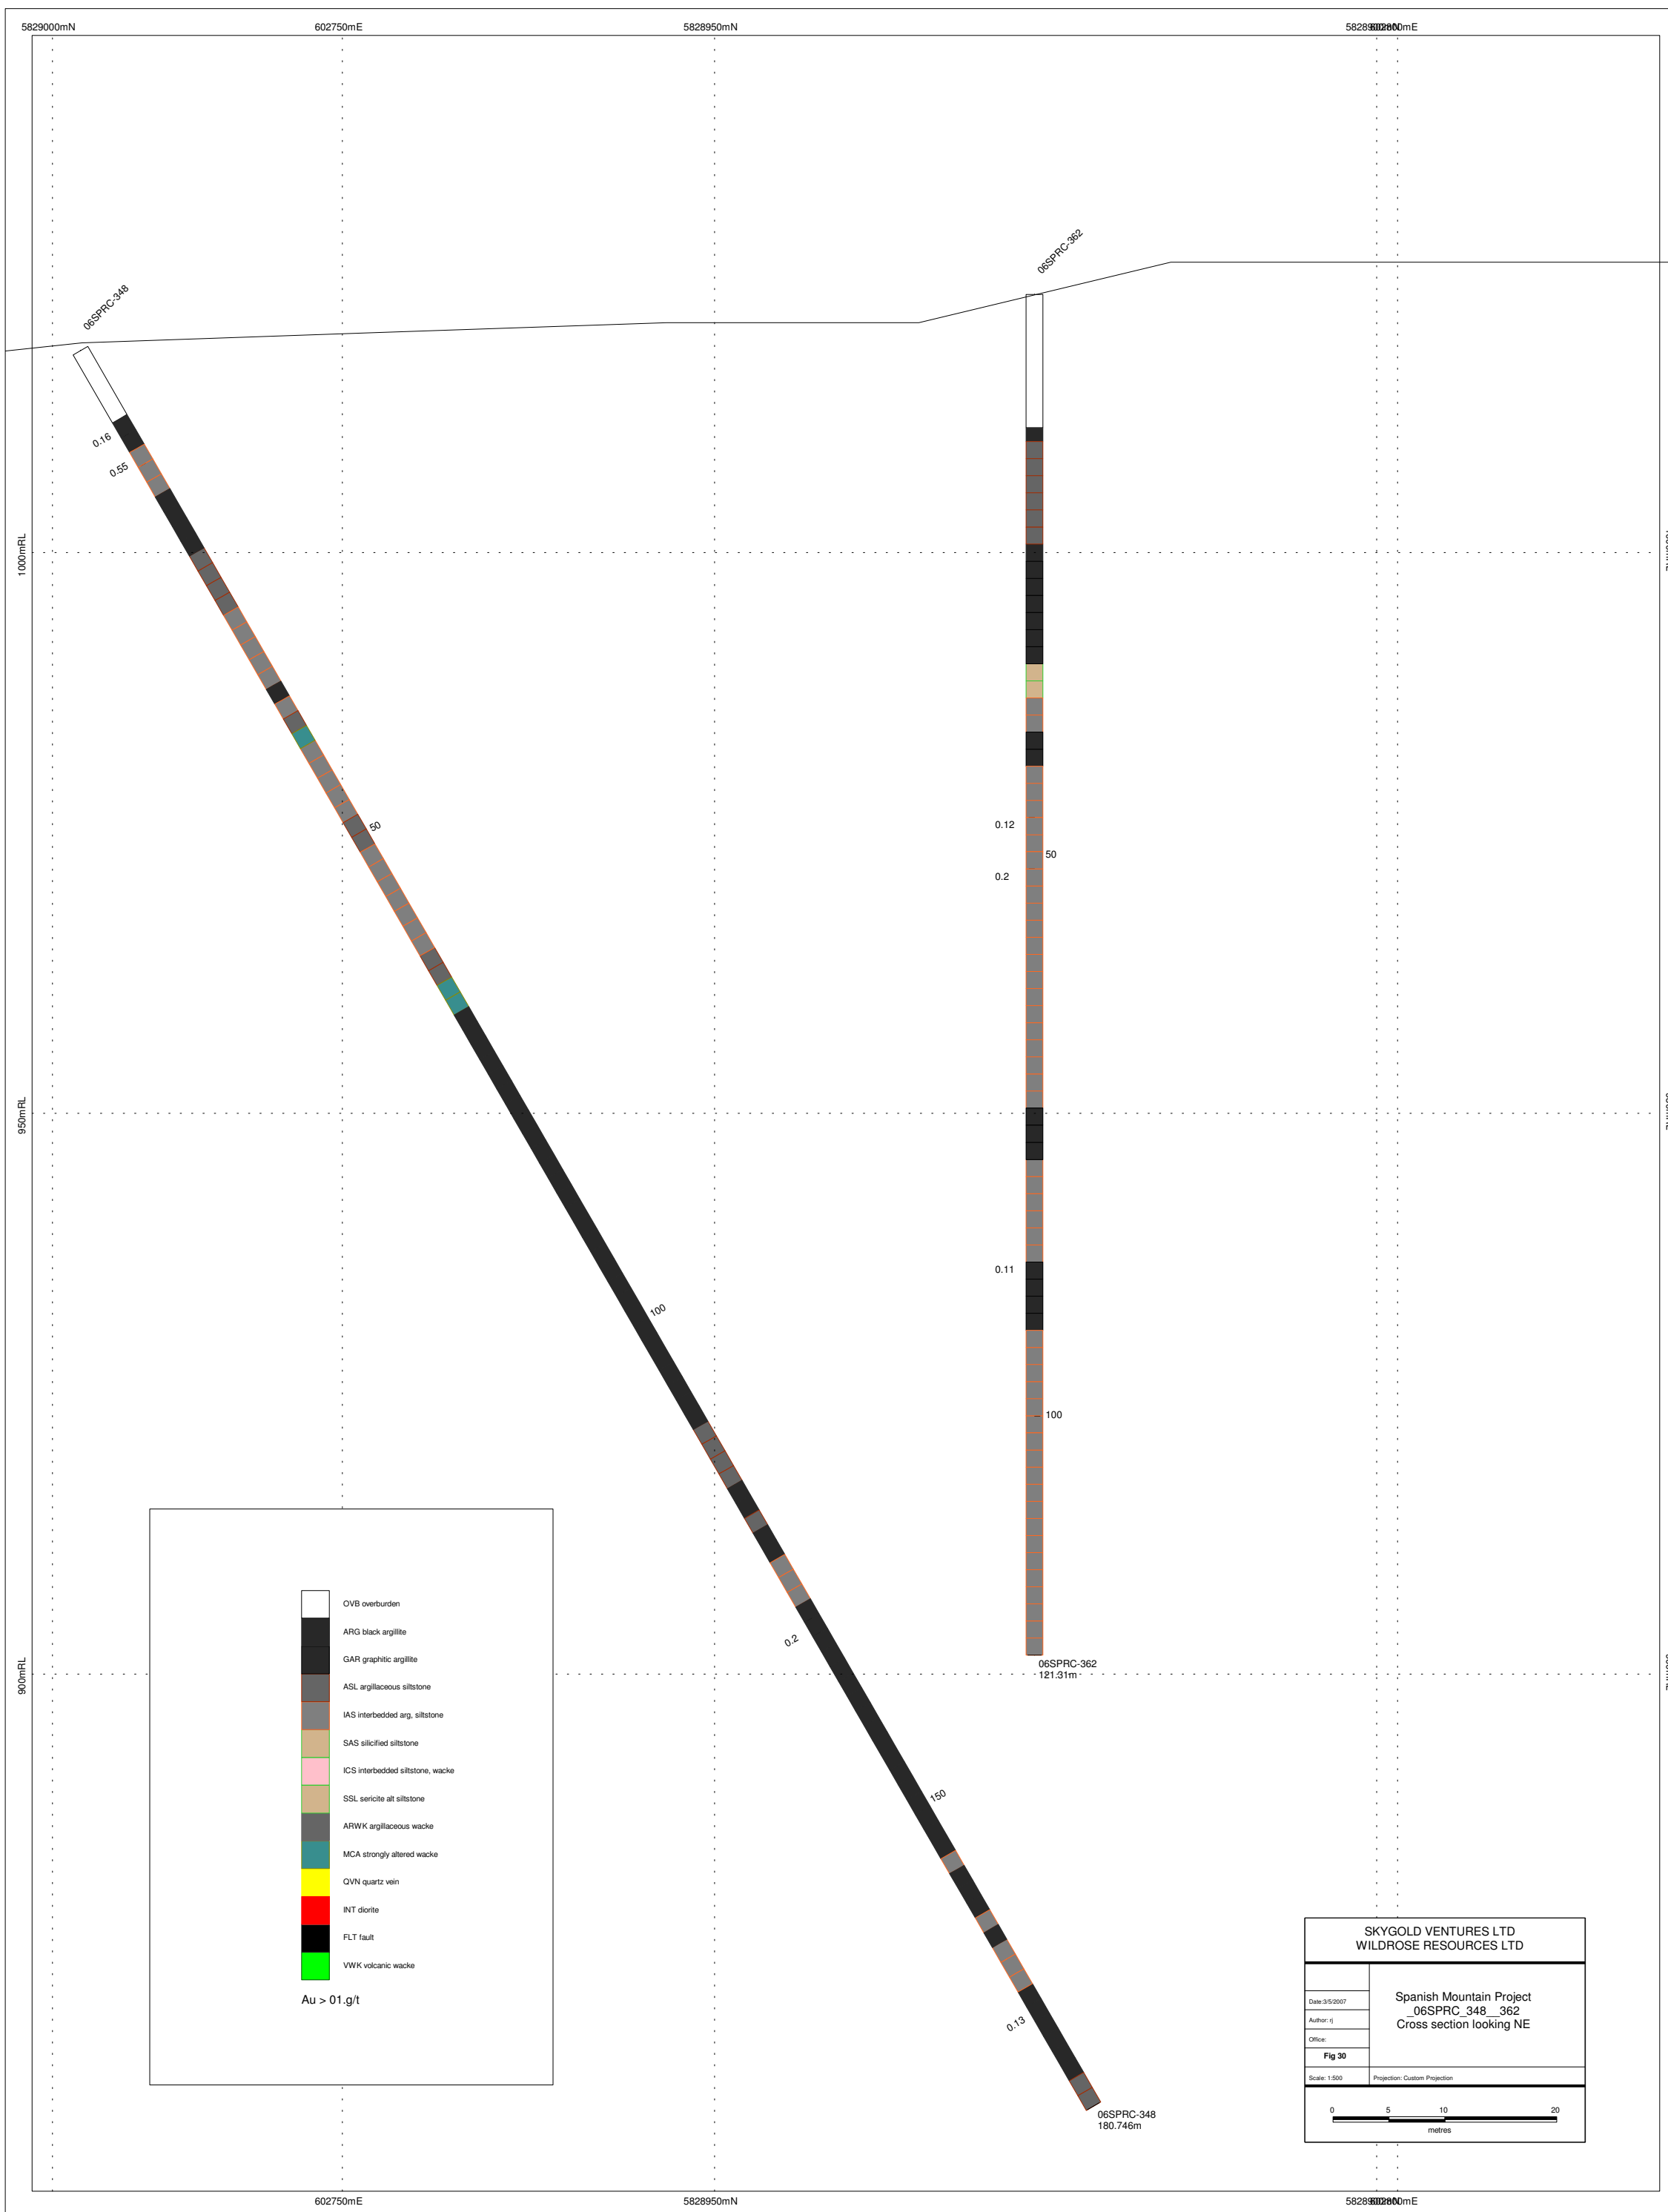 5829000mN 602750mE 5828950mN 5828900mN 602800mE
06SPRC-362
06SPRC-348
0.16
0.55
1000mRL
50
0.12
50
0.2
950mRL
0.11
100
100
0.2
06SPRC-362
121.31m
900mRL
150
0.13
06SPRC-348
180.746m
OVB overburden
ARG black argillite
GAR graphitic argillite
ASL argillaceous siltstone
IAS interbedded arg, siltstone
SAS silicified siltstone
ICS interbedded siltstone, wacke
SSL sericite alt siltstone
ARWK argillaceous wacke
MCA strongly altered wacke
QVN quartz vein
INT diorite
FLT fault
VWK volcanic wacke
Au > 01.g/t
SKYGOLD VENTURES LTD
WILDROSE RESOURCES LTD
Date:3/5/2007
Author: rj
Office:
Fig 30
Spanish Mountain Project
_06SPRC_348__362
Cross section looking NE
Scale: 1:500 Projection: Custom Projection
0 5 10 20
metres
602750mE 5828950mN 5828900mN 602800mE